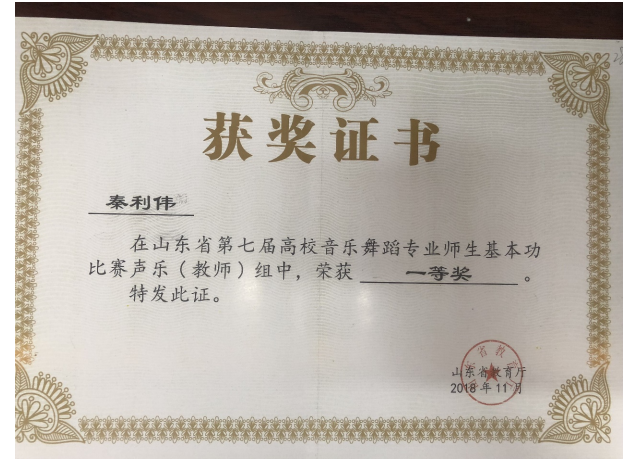 获奖证书
秦利伟
在山东省第七届高校音乐舞蹈专业师生基本功
比赛声乐（教师）组中，荣获 一等奖 。
特发此证。
山东省教育厅
2018年11月